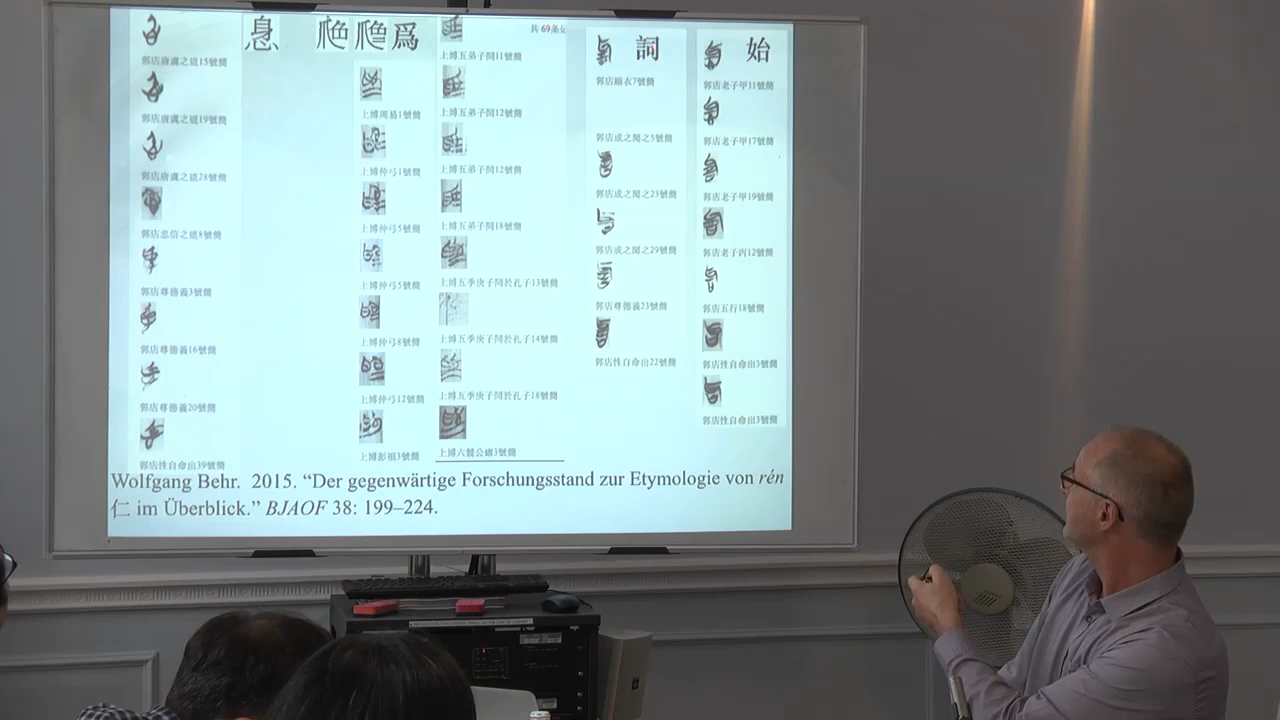 郭店唐虞之道15號簡
郭店唐虞之道19號簡
郭店唐虞之道28號簡
郭店忠信之道8號簡
郭店尊德義3號簡
郭店尊德義16號簡
郭店尊德義20號簡
郭店性自命出39號簡
爲
上博周易1號簡
上博仲弓1號簡
上博仲弓5號簡
上博仲弓5號簡
上博仲弓8號簡
上博仲弓12號簡
上博彭祖3號簡
共 69条
上博五弟子問11號簡
上博五弟子問12號簡
上博五弟子問12號簡
上博五弟子問18號簡
上博五季庚子問於孔子13號簡
上博五季庚子問於孔子14號簡
上博五季庚子問於孔子18號簡
上博六競公瘧3號簡
詞
郭店緇衣7號簡
郭店成之聞之5號簡
郭店成之聞之23號簡
郭店成之聞之29號簡
郭店尊德義23號簡
郭店性自命出22號簡
始
郭店老子甲11號簡
郭店老子甲17號簡
郭店老子甲19號簡
郭店老子丙12號簡
郭店五行18號簡
郭店性自命出3號簡
郭店性自命出3號簡
Wolfgang Behr. 2015. “Der gegenwärtige Forschungsstand zur Etymologie von rén
仁 im Überblick.” BJAOF 38: 199–224.